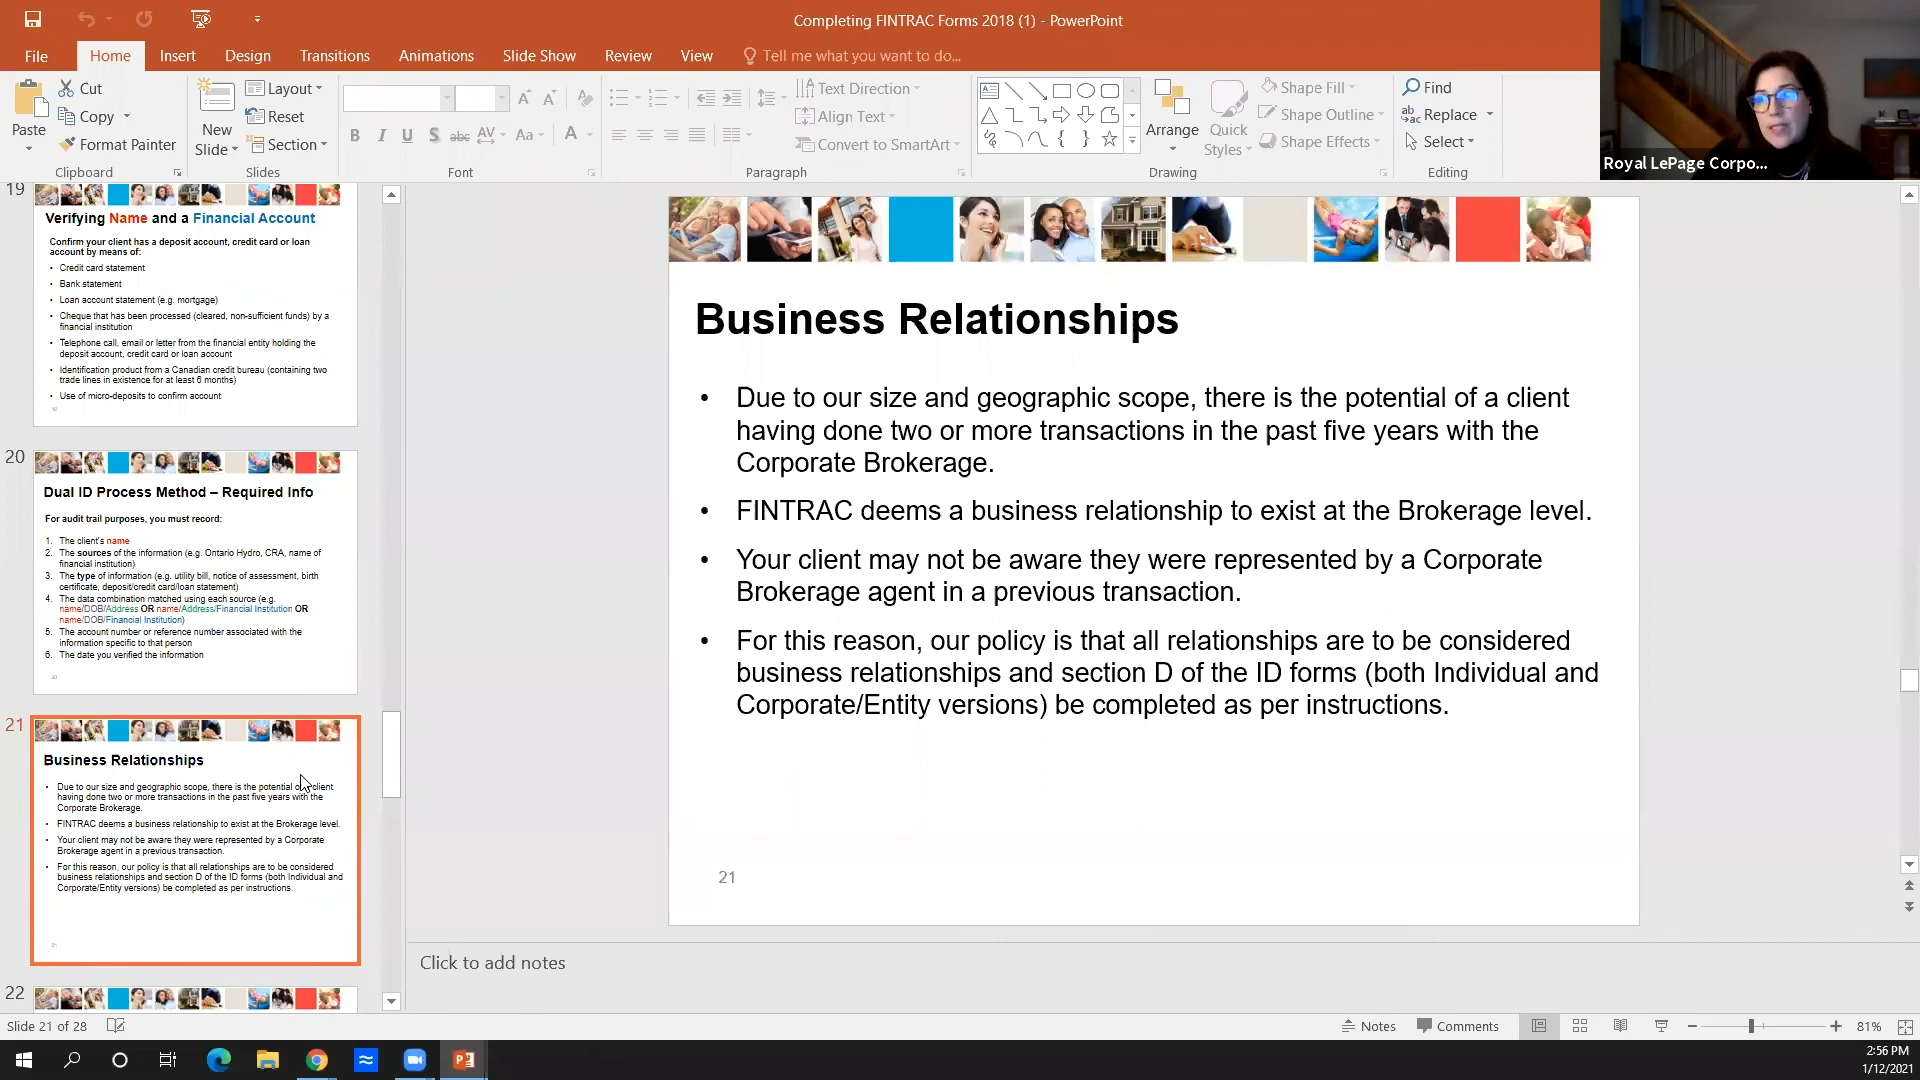 Completing FINTRAC Forms 2018 (1) - PowerPoint
File Home Insert Design Transitions Animations Slide Show Review View Tell me what you want to do...
Cut
Copy
Format Painter
Paste
Clipboard
New
Slide
Layout
Reset
Section
Slides
B I U S abc AV Aa A
Font
Text Direction
Align Text
Convert to SmartArt
Paragraph
Arrange
Quick
Styles
Shape Fill
Shape Outline
Shape Effects
Drawing
Find
Replace
Select
Editing
Royal LePage Corpo...
19
Verifying Name and a Financial Account
Confirm your client has a deposit account, credit card or loan
account by means of:
• Credit card statement
• Bank statement
• Loan account statement (e.g. mortgage)
• Cheque that has been processed (cleared, non-sufficient funds) by a
financial institution
• Telephone call, email or letter from the financial entity holding the
deposit account, credit card or loan account
• Identification product from a Canadian credit bureau (containing two
trade lines in existence for at least 6 months)
• Use of micro-deposits to confirm account
20
Dual ID Process Method – Required Info
For audit trail purposes, you must record:
1. The client's name
2. The sources of the information (e.g. Ontario Hydro, CRA, name of
financial institution)
3. The type of information (e.g. utility bill, notice of assessment, birth
certificate, deposit/credit card/loan statement)
4. The data combination matched using each source (e.g.
name/DOB/Address OR name/Address/Financial Institution OR
name/DOB/Financial Institution)
5. The account number or reference number associated with the
information specific to that person
6. The date you verified the information
20
21
Business Relationships
• Due to our size and geographic scope, there is the potential of a client
having done two or more transactions in the past five years with the
Corporate Brokerage.
• FINTRAC deems a business relationship to exist at the Brokerage level.
• Your client may not be aware they were represented by a Corporate
Brokerage agent in a previous transaction.
• For this reason, our policy is that all relationships are to be considered
business relationships and section D of the ID forms (both Individual and
Corporate/Entity versions) be completed as per instructions.
21
22
Business Relationships
• Due to our size and geographic scope, there is the potential of a client
having done two or more transactions in the past five years with the
Corporate Brokerage.
• FINTRAC deems a business relationship to exist at the Brokerage level.
• Your client may not be aware they were represented by a Corporate
Brokerage agent in a previous transaction.
• For this reason, our policy is that all relationships are to be considered
business relationships and section D of the ID forms (both Individual and
Corporate/Entity versions) be completed as per instructions.
21
Click to add notes
Slide 21 of 28
Notes
Comments
81%
2:56 PM
1/12/2021